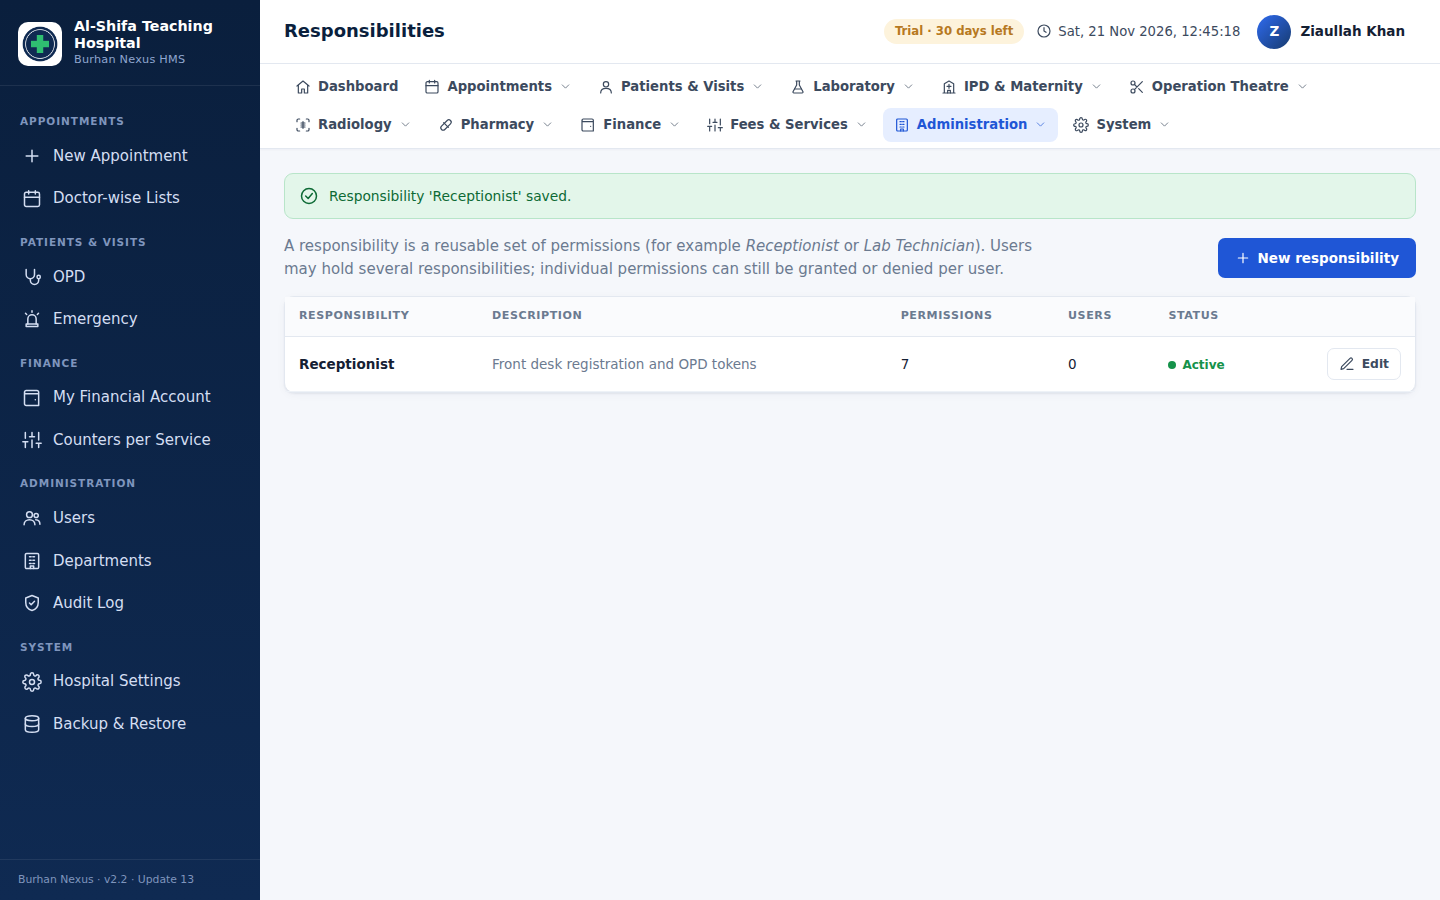 Al-Shifa Teaching
Hospital
Burhan Nexus HMS
APPOINTMENTS
New Appointment
Doctor-wise Lists
PATIENTS & VISITS
OPD
Emergency
FINANCE
My Financial Account
Counters per Service
ADMINISTRATION
Users
Departments
Audit Log
SYSTEM
Hospital Settings
Backup & Restore
Burhan Nexus · v2.2 · Update 13
Responsibilities
Trial · 30 days left
Sat, 21 Nov 2026, 12:45:18
Z
Ziaullah Khan
Dashboard Appointments Patients & Visits Laboratory IPD & Maternity Operation Theatre
Radiology Pharmacy Finance Fees & Services Administration System
Responsibility 'Receptionist' saved.
A responsibility is a reusable set of permissions (for example Receptionist or Lab Technician). Users
may hold several responsibilities; individual permissions can still be granted or denied per user.
New responsibility
RESPONSIBILITY DESCRIPTION PERMISSIONS USERS STATUS
Receptionist Front desk registration and OPD tokens 7 0 Active Edit